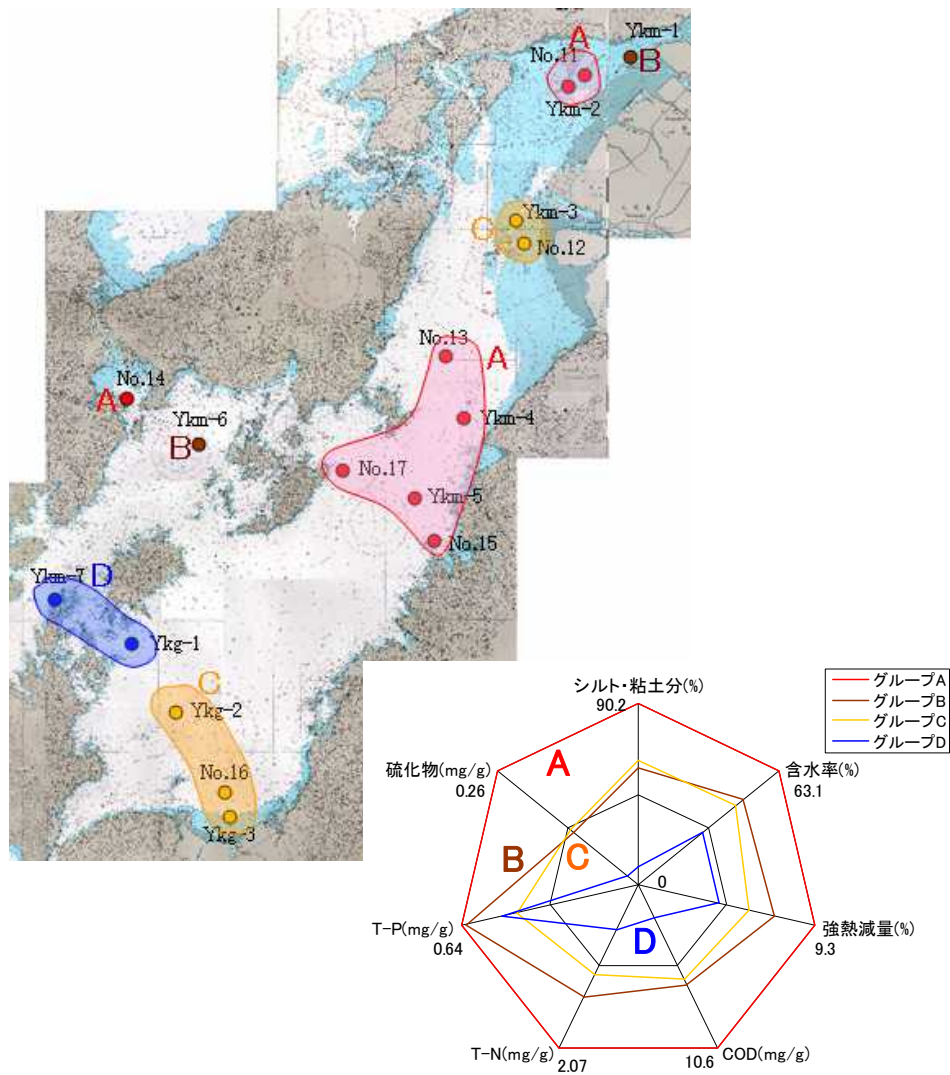 Ykm-1
A
No.11
B
Ykm-2
Ykm-3
C
No.12
No.13
A
No.14
A
Ykm-4
Ykm-6
B
No.17
Ykm-5
No.15
Ykm-7
D
Ykg-1
C
Ykg-2
No.16
Ykg-3
シルト・粘土分(%)
90.2
グループA
グループB
グループC
グループD
硫化物(mg/g)
0.26
A
含水率(%)
63.1
B
C
0
T-P(mg/g)
0.64
D
強熱減量(%)
9.3
T-N(mg/g)
2.07
10.6
COD(mg/g)